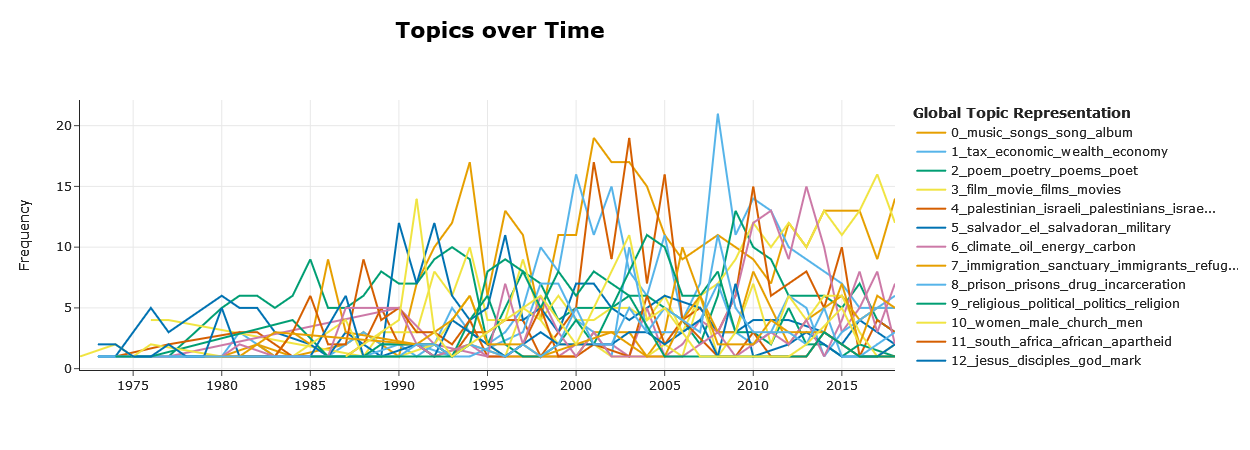 Topics over Time
Frequency
20
15
10
5
0
1975
1980
1985
1990
1995
2000
2005
2010
2015
Global Topic Representation
0_music_songs_song_album
1_tax_economic_wealth_economy
2_poem_poetry_poems_poet
3_film_movie_films_movies
4_palestinian_israeli_palestinians_israe...
5_salvador_el_salvadoran_military
6_climate_oil_energy_carbon
7_immigration_sanctuary_immigrants_refug...
8_prison_prisons_drug_incarceration
9_religious_political_politics_religion
10_women_male_church_men
11_south_africa_african_apartheid
12_jesus_disciples_god_mark